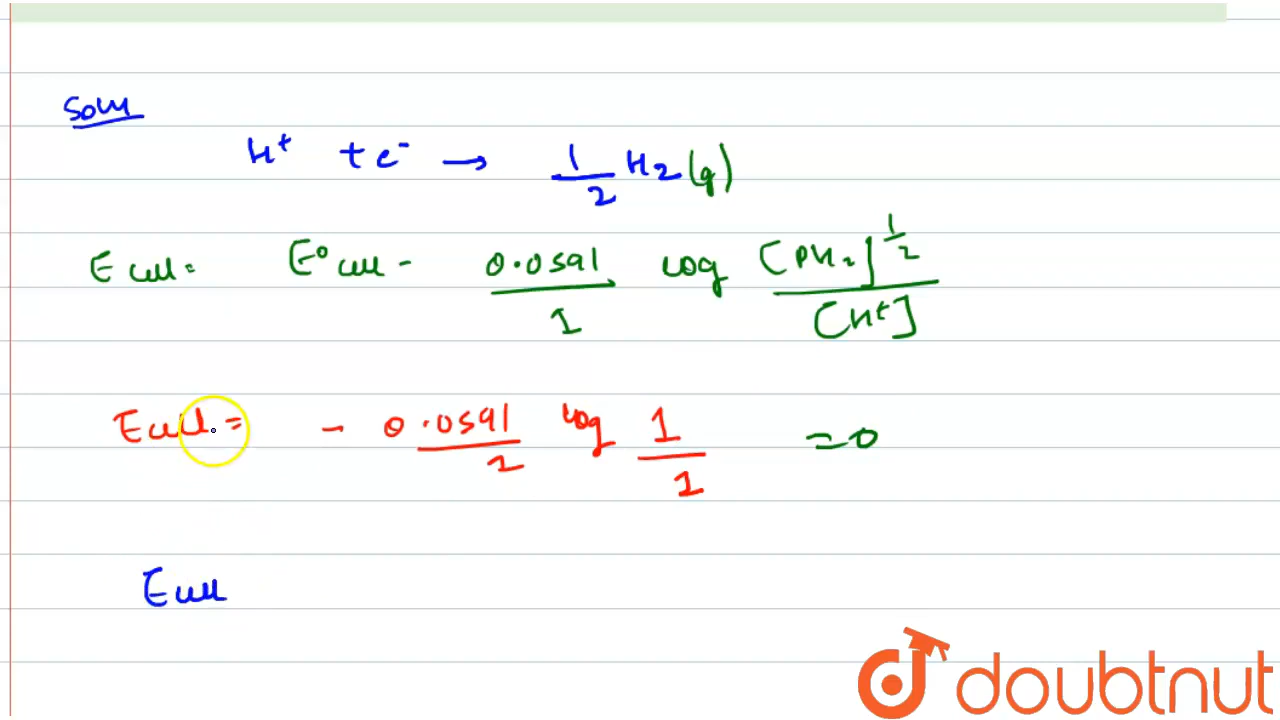 Soln
H⁺ + e⁻ → 1/2 H₂(g)
Ecell = E°cell - 0.0591/1 log [PH₂]^1/2 / [H⁺]
Ecell = - 0.0591/1 log 1/1 = 0
Ecell
doubtnut